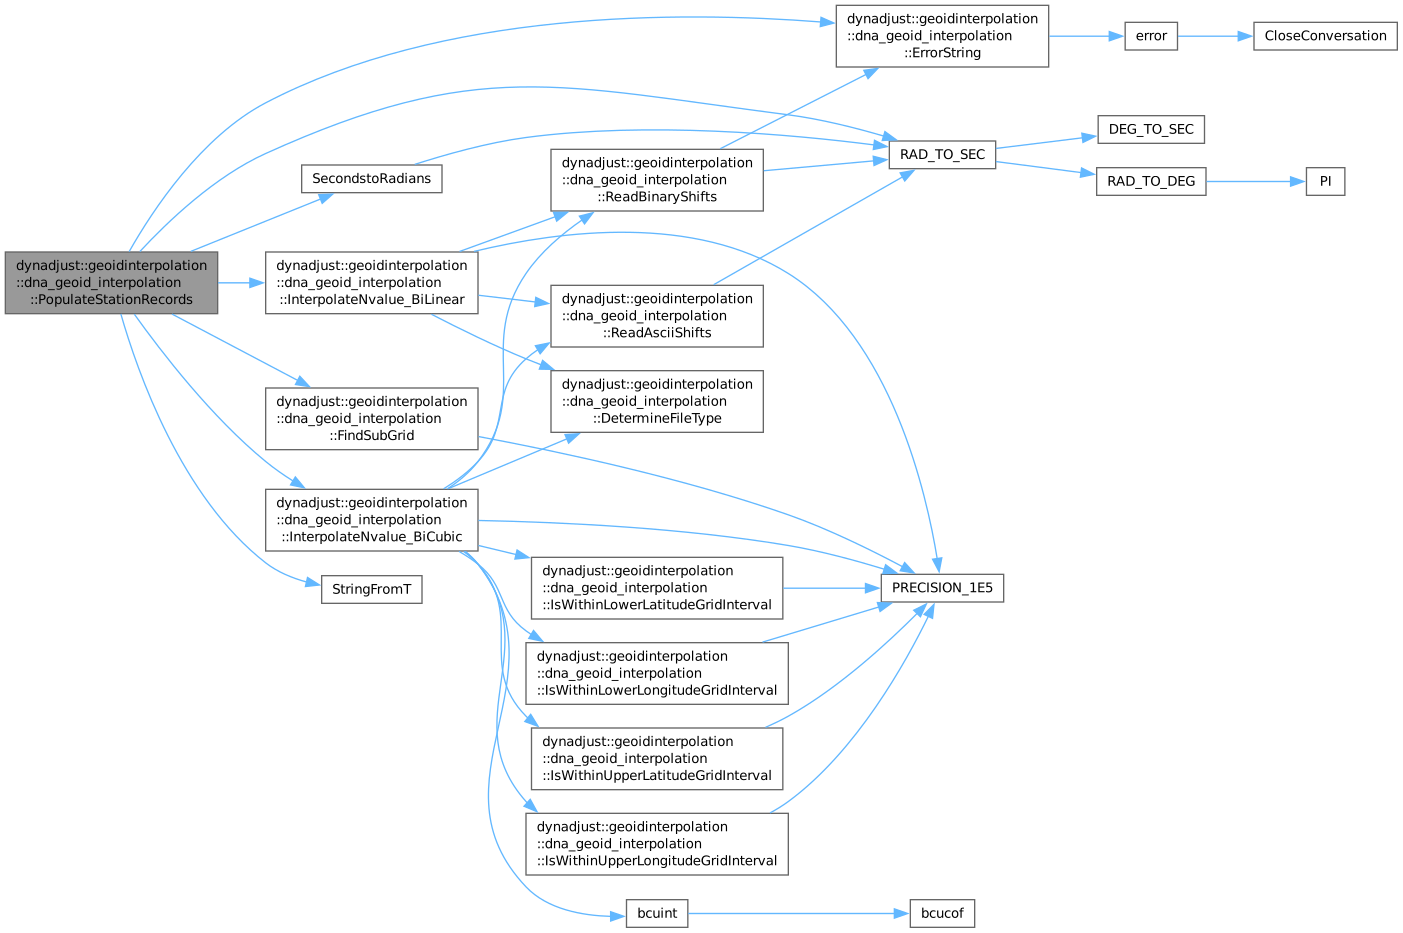 dynadjust::geoidinterpolation
::dna_geoid_interpolation
::PopulateStationRecords
dynadjust::geoidinterpolation
::dna_geoid_interpolation
::ErrorString
error
CloseConversation
RAD_TO_SEC
DEG_TO_SEC
RAD_TO_DEG
PI
SecondstoRadians
dynadjust::geoidinterpolation
::dna_geoid_interpolation
::InterpolateNvalue_BiLinear
dynadjust::geoidinterpolation
::dna_geoid_interpolation
::ReadBinaryShifts
dynadjust::geoidinterpolation
::dna_geoid_interpolation
::ReadAsciiShifts
dynadjust::geoidinterpolation
::dna_geoid_interpolation
::DetermineFileType
dynadjust::geoidinterpolation
::dna_geoid_interpolation
::FindSubGrid
dynadjust::geoidinterpolation
::dna_geoid_interpolation
::InterpolateNvalue_BiCubic
StringFromT
PRECISION_1E5
dynadjust::geoidinterpolation
::dna_geoid_interpolation
::IsWithinLowerLatitudeGridInterval
dynadjust::geoidinterpolation
::dna_geoid_interpolation
::IsWithinLowerLongitudeGridInterval
dynadjust::geoidinterpolation
::dna_geoid_interpolation
::IsWithinUpperLatitudeGridInterval
dynadjust::geoidinterpolation
::dna_geoid_interpolation
::IsWithinUpperLongitudeGridInterval
bcuint
bcucof